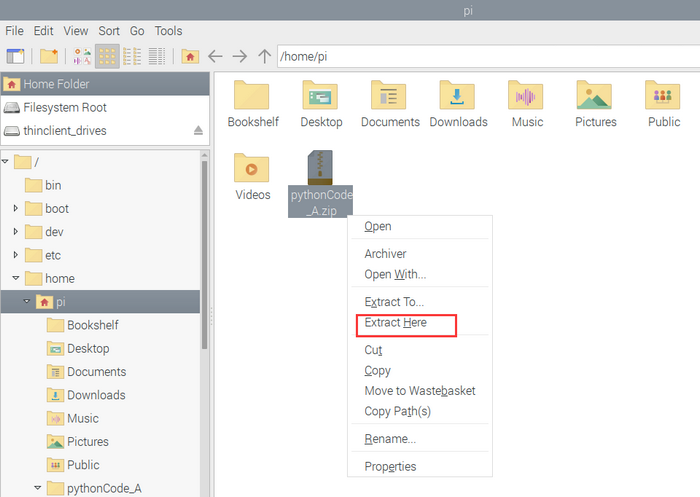 pi
File Edit View Sort Go Tools
/home/pi
Home Folder
Filesystem Root
thinclient_drives
/
bin
boot
dev
etc
home
pi
Bookshelf
Desktop
Documents
Downloads
Music
Pictures
Public
pythonCode_A
Bookshelf Desktop Documents Downloads Music Pictures Public
Videos
pythonCode
_A.zip
Open
Archiver
Open With...
Extract To...
Extract Here
Cut
Copy
Move to Wastebasket
Copy Path(s)
Rename...
Properties